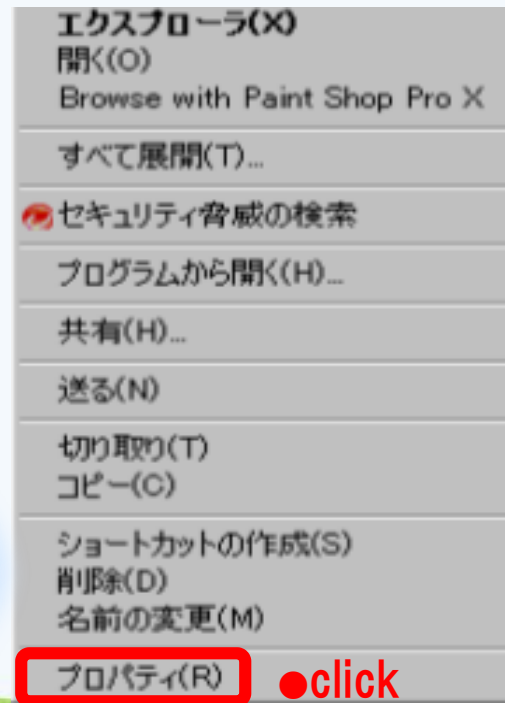 エクスプローラ(X)
開く(O)
Browse with Paint Shop Pro X
すべて展開(T)...
セキュリティ脅威の検索
プログラムから開く(H)...
共有(H)...
送る(N)
切り取り(T)
コピー(C)
ショートカットの作成(S)
削除(D)
名前の変更(M)
プロパティ(R) ●click